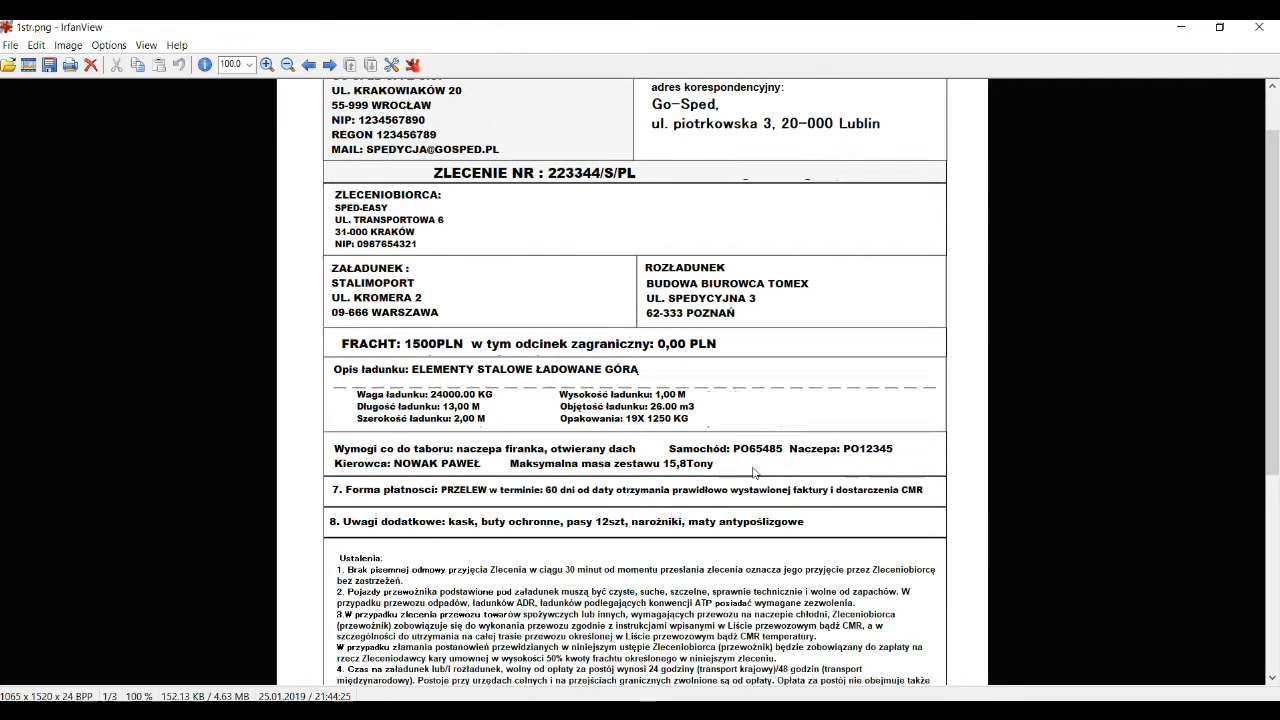 1str.png - IrfanView
File Edit Image Options View Help
100.0
UL. KRAKOWIAKÓW 20
55-999 WROCŁAW
NIP: 1234567890
REGON 123456789
MAIL: SPEDYCJA@GOSPED.PL
adres korespondencyjny:
Go-Sped,
ul. piotrkowska 3, 20-000 Lublin
ZLECENIE NR : 223344/S/PL
ZLECENIOBIORCA:
SPED-EASY
UL. TRANSPORTOWA 6
31-000 KRAKÓW
NIP: 0987654321
ZAŁADUNEK :
STALIMOPORT
UL. KROMERA 2
09-666 WARSZAWA
ROZŁADUNEK
BUDOWA BIUROWCA TOMEX
UL. SPEDYCYJNA 3
62-333 POZNAŃ
FRACHT: 1500PLN w tym odcinek zagraniczny: 0,00 PLN
Opis ładunku: ELEMENTY STALOWE ŁADOWANE GÓRĄ
Waga ładunku: 24000.00 KG Wysokość ładunku: 1,00 M
Długość ładunku: 13,00 M Objętość ładunku: 26.00 m3
Szerokość ładunku: 2,00 M Opakowania: 19X 1250 KG
Wymogi co do taboru: naczepa firanka, otwierany dach Samochód: PO65485 Naczepa: PO12345
Kierowca: NOWAK PAWEŁ Maksymalna masa zestawu 15,8Tony
7. Forma płatnosci: PRZELEW w terminie: 60 dni od daty otrzymania prawidłowo wystawionej faktury i dostarczenia CMR
8. Uwagi dodatkowe: kask, buty ochronne, pasy 12szt, narożniki, maty antypoślizgowe
Ustalenia:
1. Brak pisemnej odmowy przyjęcia Zlecenia w ciągu 30 minut od momentu przesłania zlecenia oznacza jego przyjęcie przez Zleceniobiorcę
bez zastrzeżeń.
2. Pojazdy przewoźnika podstawione pod załadunek muszą być czyste, suche, szczelne, sprawnie technicznie i wolne od zapachów. W
przypadku przewozu odpadów, ładunków ADR, ładunków podlegających konwencji ATP posiadać wymagane zezwolenia.
3.W przypadku zlecenia przewozu towarów spożywczych lub innych, wymagających przewozu na naczepie chłodni, Zleceniobiorca
(przewoźnik) zobowiązuje się do wykonania przewozu zgodnie z instrukcjami wpisanymi w Liście przewozowym bądź CMR, a w
szczególności do utrzymania na całej trasie przewozu określonej w Liście przewozowym bądź CMR temperatury.
W przypadku złamania postanowień przewidzianych w niniejszym ustępie Zleceniobiorca (przewoźnik) będzie zobowiązany do zapłaty na
rzecz Zleceniodawcy kary umownej w wysokości 50% kwoty frachtu określonego w niniejszym zleceniu.
4. Czas na załadunek lub/i rozładunek, wolny od opłaty za postój wynosi 24 godziny (transport krajowy)/48 godzin (transport
międzynarodowy). Postoje przy urzędach celnych i na przejściach granicznych zwolnione są od opłaty. Opłata za postój nie obejmuje także
1065 x 1520 x 24 BPP 1/3 100 % 152.13 KB / 4.63 MB 25.01.2019 / 21:44:25